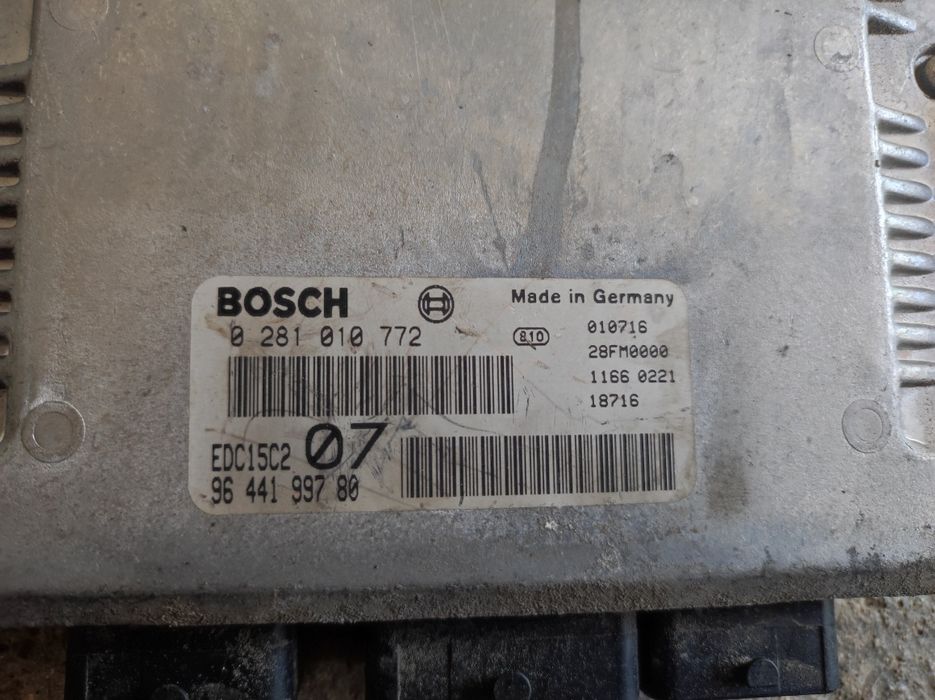 BOSCH
Made in Germany
0 281 010 772
810
010716
28FM0000
1166 0221
18716
EDC15C2 07
96 441 997 80